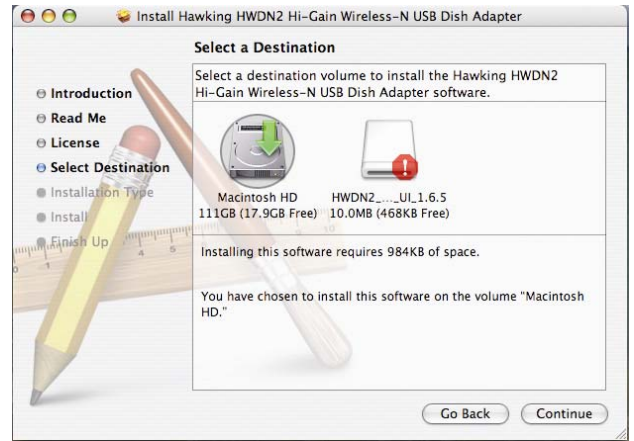 Install Hawking HWDN2 Hi-Gain Wireless-N USB Dish Adapter
Select a Destination
Introduction
Read Me
License
Select Destination
Installation Type
Install
Finish Up
Select a destination volume to install the Hawking HWDN2
Hi-Gain Wireless-N USB Dish Adapter software.
Macintosh HD
111GB (17.9GB Free)
HWDN2_..._UI_1.6.5
10.0MB (468KB Free)
Installing this software requires 984KB of space.
You have chosen to install this software on the volume "Macintosh
HD."
Go Back
Continue